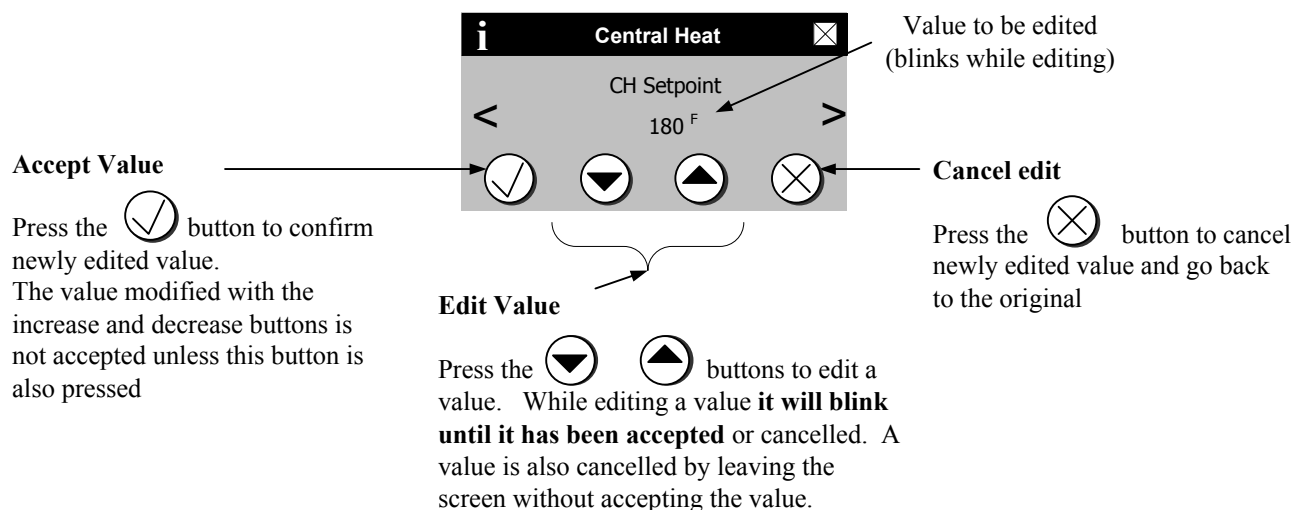 i Central Heat
Value to be edited
(blinks while editing)
CH Setpoint
< 180 F >
Accept Value
Press the button to confirm
newly edited value.
The value modified with the
increase and decrease buttons is
not accepted unless this button is
also pressed
Edit Value
Press the buttons to edit a
value. While editing a value it will blink
until it has been accepted or cancelled. A
value is also cancelled by leaving the
screen without accepting the value.
Cancel edit
Press the button to cancel
newly edited value and go back
to the original